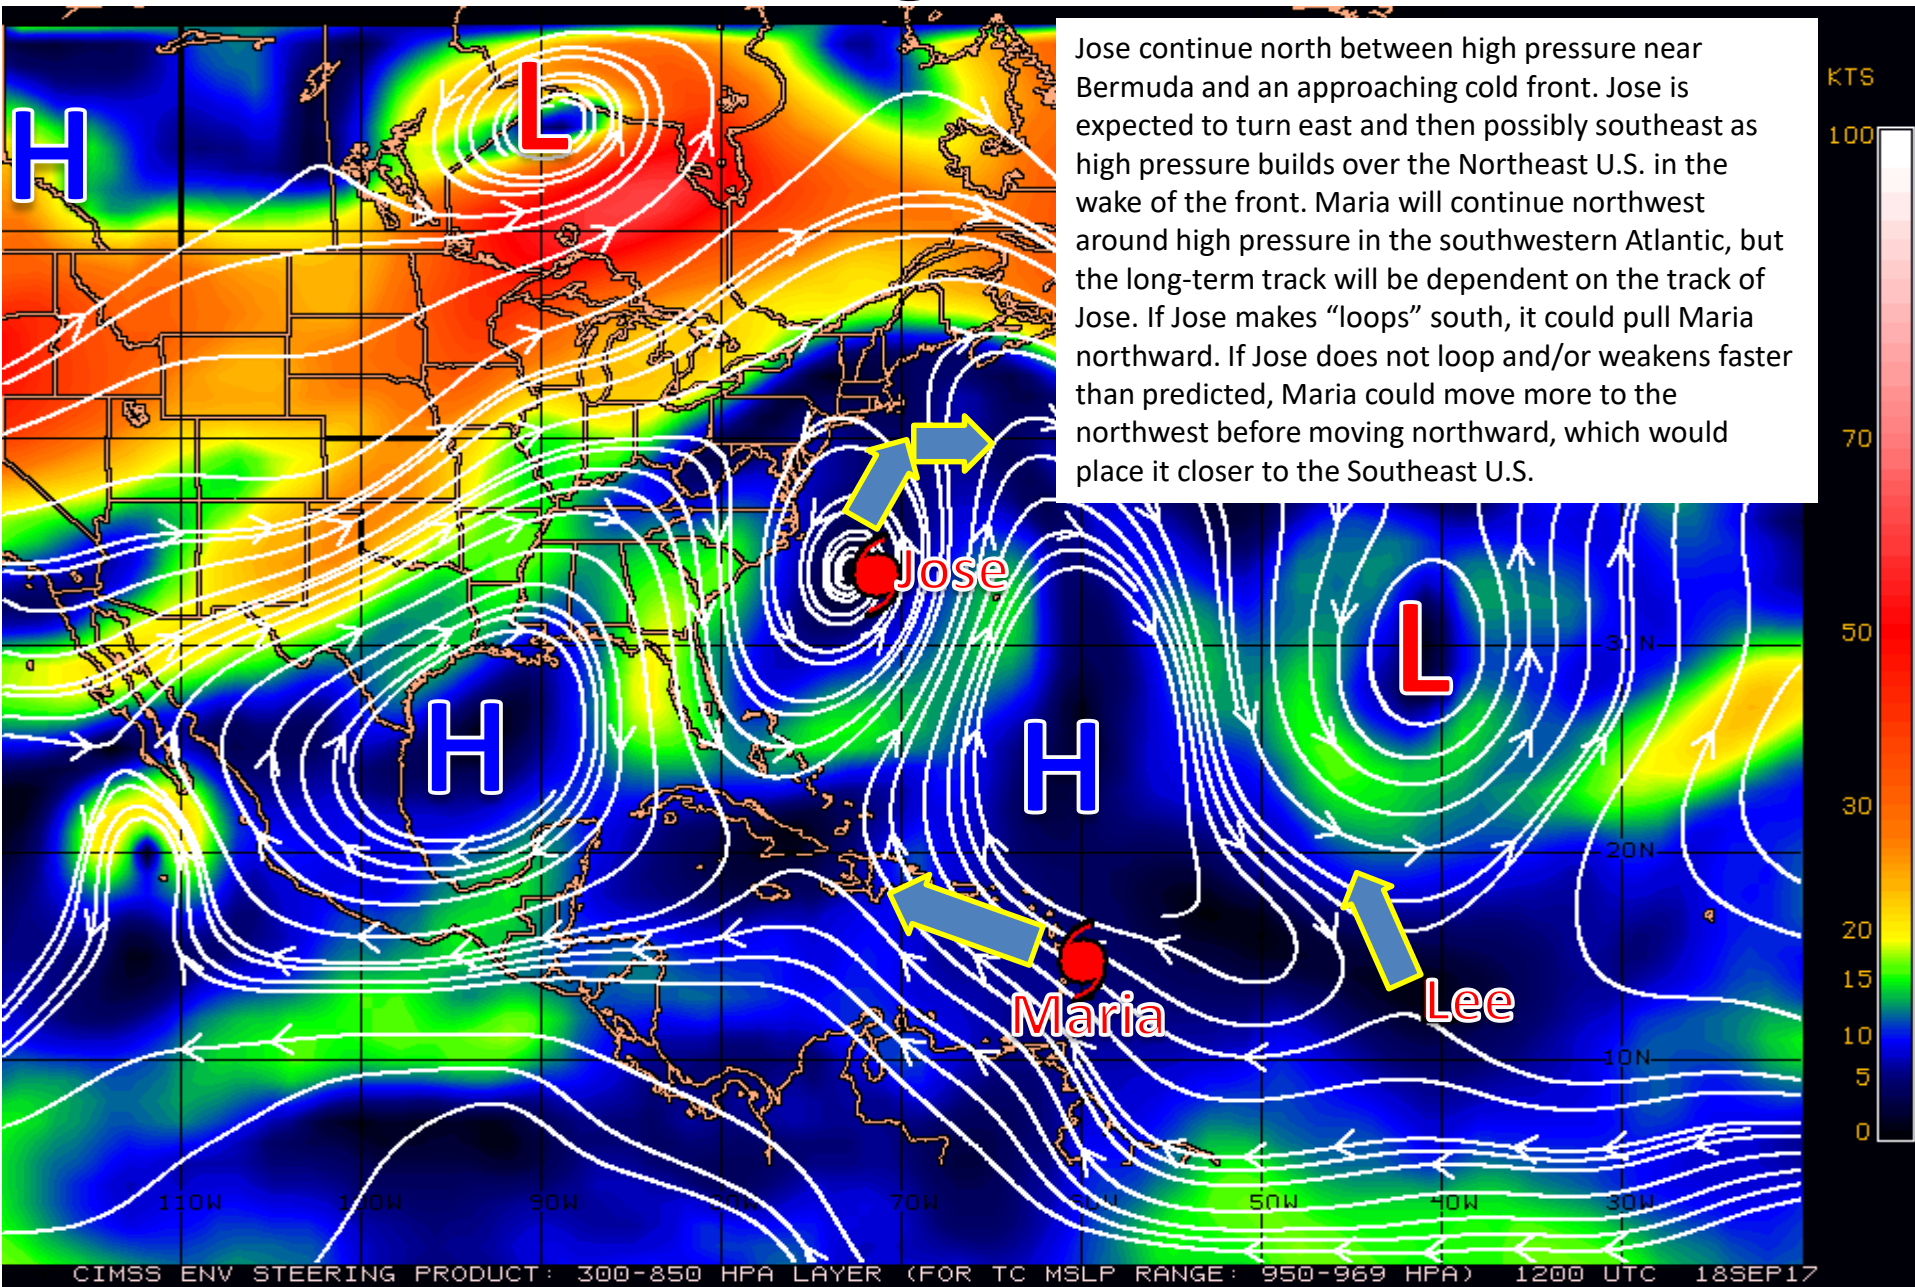 Jose continue north between high pressure near
Bermuda and an approaching cold front. Jose is
expected to turn east and then possibly southeast as
high pressure builds over the Northeast U.S. in the
wake of the front. Maria will continue northwest
around high pressure in the southwestern Atlantic, but
the long-term track will be dependent on the track of
Jose. If Jose makes “loops” south, it could pull Maria
northward. If Jose does not loop and/or weakens faster
than predicted, Maria could move more to the
northwest before moving northward, which would
place it closer to the Southeast U.S.
KTS
100
70
50
30
20
15
10
5
0
H
L
Jose
L
H
H
Maria
Lee
31N
20N
10N
110W
100W
90W
80W
70W
60W
50W
40W
30W
CIMSS ENV STEERING PRODUCT: 300-850 HPA LAYER (FOR TC MSLP RANGE: 950-969 HPA) 1200 UTC 18SEP17